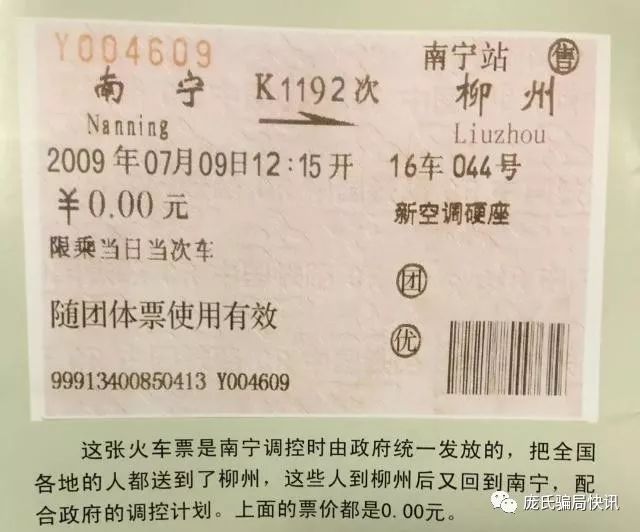 Y004609
南宁站 售
南宁 K1192次 柳州
Nanning Liuzhou
2009年07月09日12:15开 16车044号
￥0.00元 新空调硬座
限乘当日当次车
团
随团体票使用有效
优
99913400850413 Y004609
这张火车票是南宁调控时由政府统一发放的，把全国
各地的人都送到了柳州，这些人到柳州后又回到南宁，配
合政府的调控计划。上面的票价都是0.00元。
庞氏骗局快讯